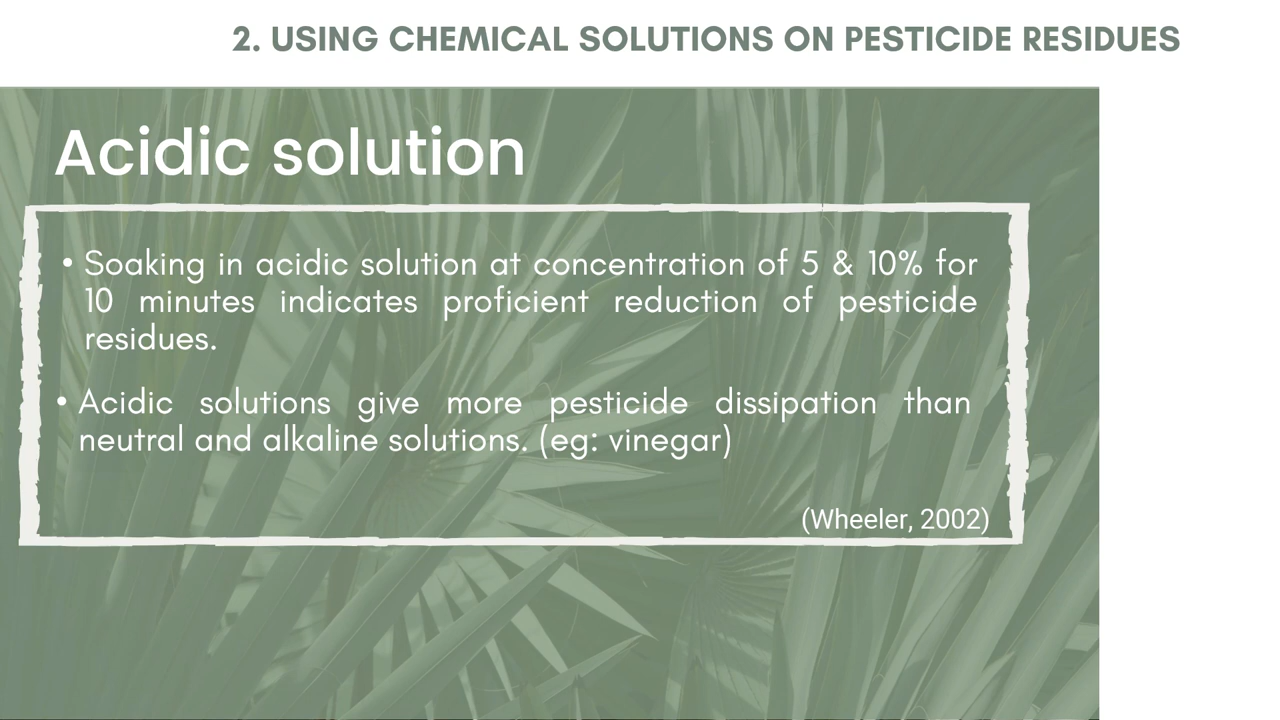 2. USING CHEMICAL SOLUTIONS ON PESTICIDE RESIDUES
Acidic solution
• Soaking in acidic solution at concentration of 5 & 10% for
10 minutes indicates proficient reduction of pesticide
residues.
• Acidic solutions give more pesticide dissipation than
neutral and alkaline solutions. (eg: vinegar)
(Wheeler, 2002)